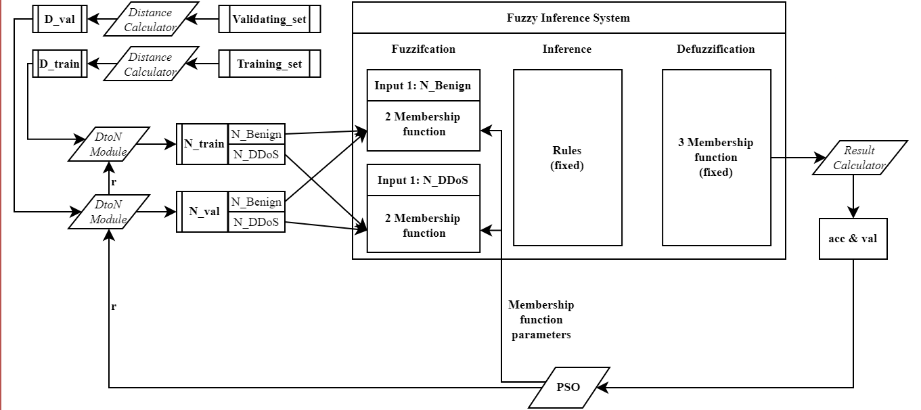 D_val
Distance
Calculator
Validating_set
D_train
Distance
Calculator
Training_set
DtoN
Module
r
DtoN
Module
r
N_train
N_Benign
N_DDoS
N_val
N_Benign
N_DDoS
Fuzzy Inference System
Fuzzifcation
Input 1: N_Benign
2 Membership
function
Input 1: N_DDoS
2 Membership
function
Inference
Rules
(fixed)
Defuzzification
3 Membership
function
(fixed)
Result
Calculator
acc & val
Membership
function
parameters
PSO